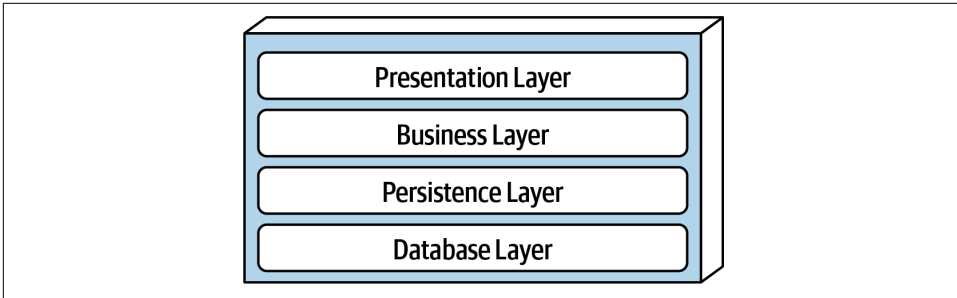 Presentation Layer
Business Layer
Persistence Layer
Database Layer